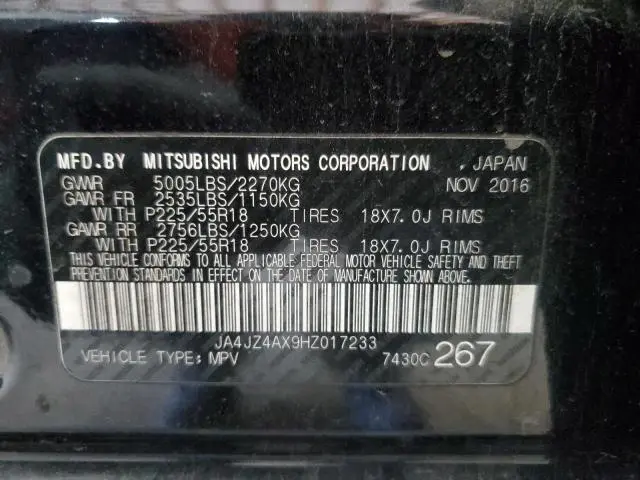 MFD.BY MITSUBISHI MOTORS CORPORATION . JAPAN
GVWR 5005LBS/2270KG NOV 2016
GAWR FR 2535LBS/1150KG
WITH P225/55R18 TIRES 18X7.0J RIMS
GAWR RR 2756LBS/1250KG
WITH P225/55R18 TIRES 18X7.0J RIMS
THIS VEHICLE CONFORMS TO ALL APPLICABLE FEDERAL MOTOR VEHICLE SAFETY AND THEFT
PREVENTION STANDARDS IN EFFECT ON THE DATE OF MANUFACTURE SHOWN ABOVE.
JA4JZ4AX9HZ017233
VEHICLE TYPE: MPV 7430C 267